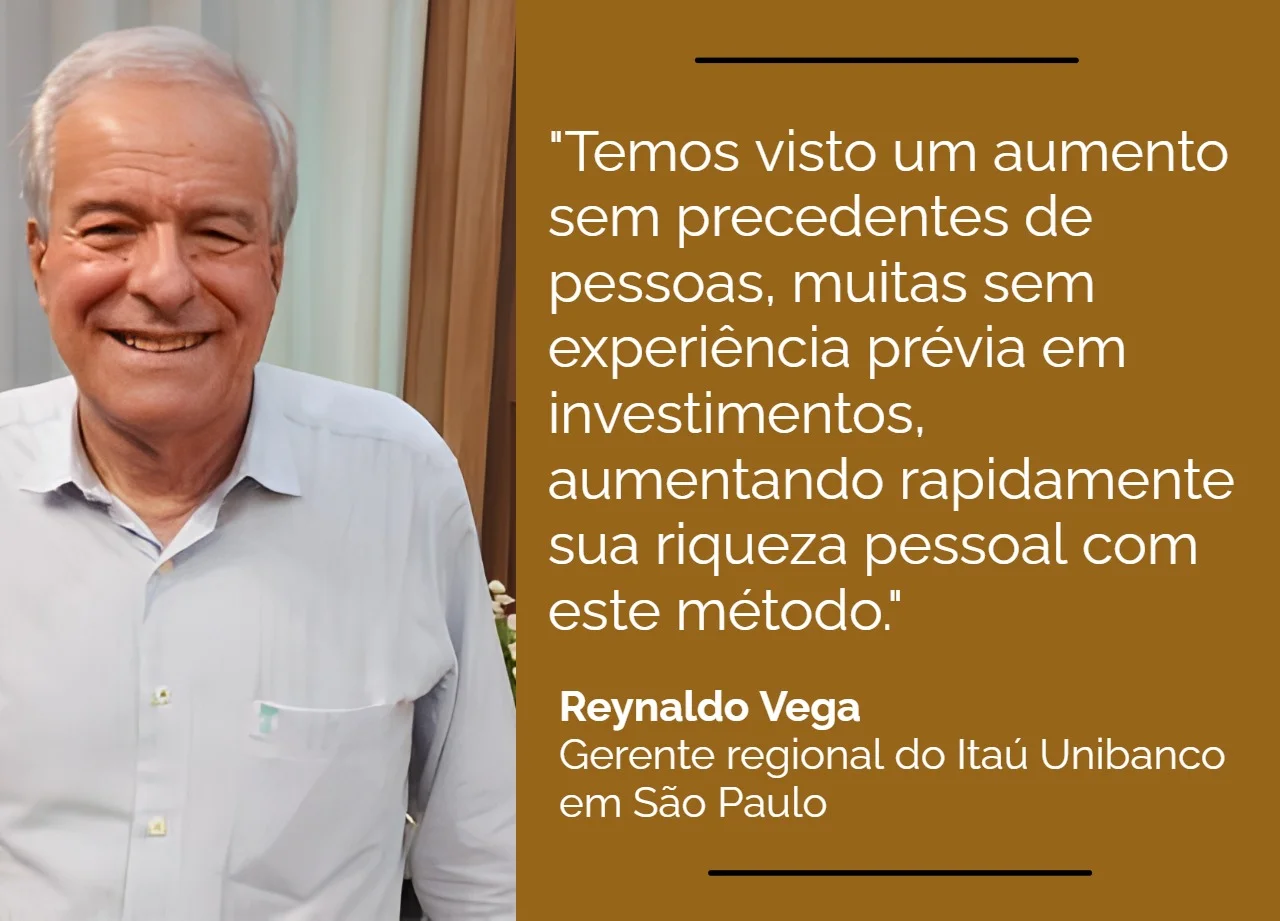 "Temos visto um aumento
sem precedentes de
pessoas, muitas sem
experiência prévia em
investimentos,
aumentando rapidamente
sua riqueza pessoal com
este método."
Reynaldo Vega
Gerente regional do Itaú Unibanco
em São Paulo